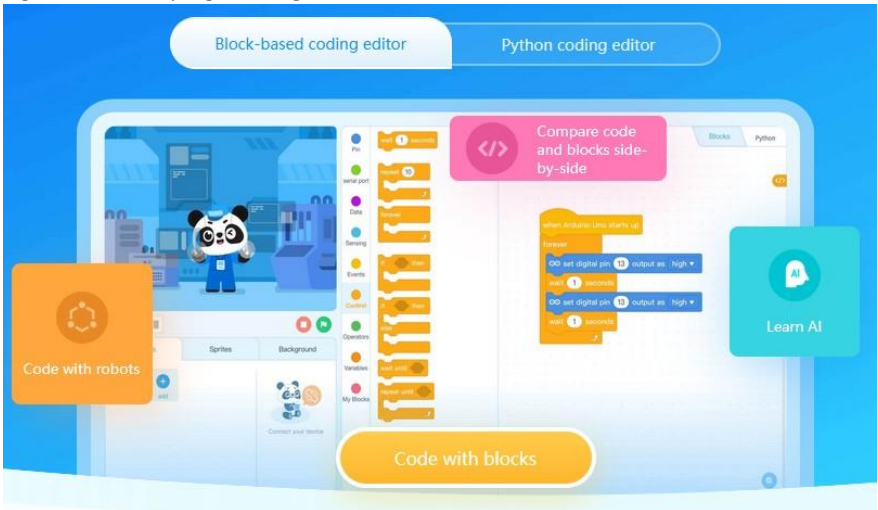 Block-based coding editor
Python coding editor
Compare code
and blocks side-
by-side
Blocks
Python
Pin
serial port
Data
Sensing
Events
Control
Operators
Variables
My Blocks
wait 1 seconds
repeat 10
forever
if then
if then
else
wait until
repeat until
when Arduino Uno starts up
forever
set digital pin 13 output as high
wait 1 seconds
set digital pin 13 output as high
wait 1 seconds
AI
Learn AI
Code with robots
Sprites
Background
add
Connect your device
Code with blocks